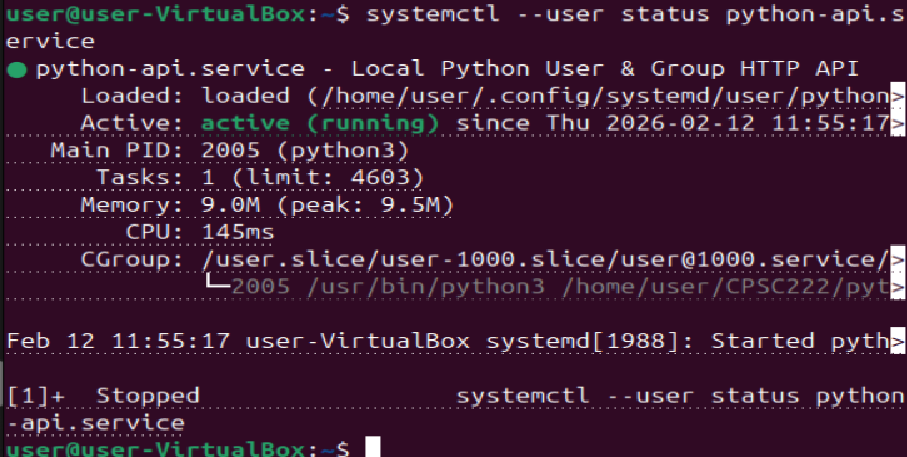 user@user-VirtualBox:~$ systemctl --user status python-api.s
ervice
● python-api.service - Local Python User & Group HTTP API
Loaded: loaded (/home/user/.config/systemd/user/python>
Active: active (running) since Thu 2026-02-12 11:55:17>
Main PID: 2005 (python3)
Tasks: 1 (limit: 4603)
Memory: 9.0M (peak: 9.5M)
CPU: 145ms
CGroup: /user.slice/user-1000.slice/user@1000.service/>
└─2005 /usr/bin/python3 /home/user/CPSC222/pyt>
Feb 12 11:55:17 user-VirtualBox systemd[1988]: Started pyth>
[1]+  Stopped                 systemctl --user status python
-api.service
user@user-VirtualBox:~$